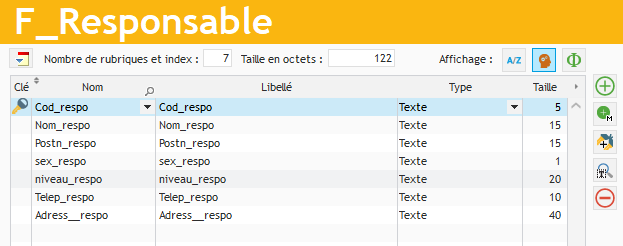 F_Responsable
Nombre de rubriques et index : 7 Taille en octets : 122 Affichage : A/Z Φ
Clé Nom Libellé Type Taille
Cod_respo Cod_respo Texte 5
Nom_respo Nom_respo Texte 15
Postn_respo Postn_respo Texte 15
sex_respo sex_respo Texte 1
niveau_respo niveau_respo Texte 20
Telep_respo Telep_respo Texte 10
Adress__respo Adress__respo Texte 40
M